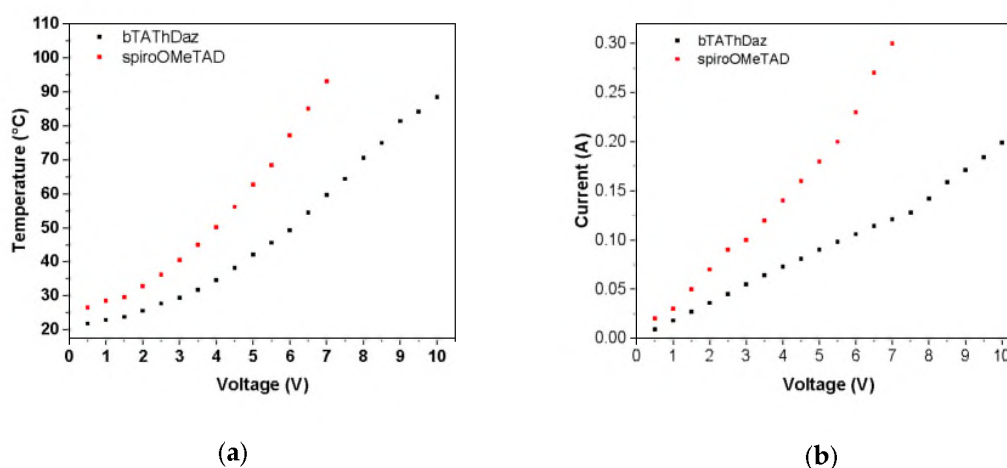 110
100
90
80
70
60
50
40
30
20
Temperature (°C)
bTAThDaz
spiroOMeTAD
0 1 2 3 4 5 6 7 8 9 10
Voltage (V)
(a)
0.30
0.25
0.20
0.15
0.10
0.05
0.00
Current (A)
bTAThDaz
spiroOMeTAD
0 1 2 3 4 5 6 7 8 9 10
Voltage (V)
(b)